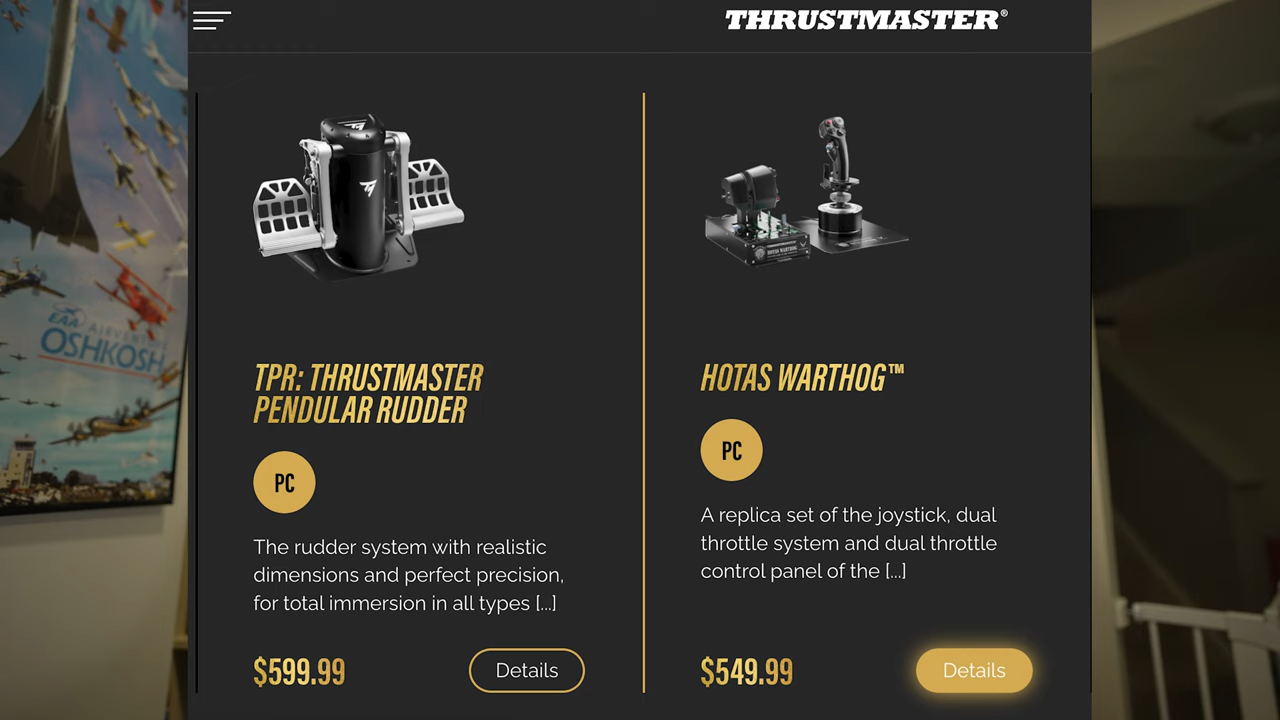 THRUSTMASTER®
TPR: THRUSTMASTER
PENDULAR RUDDER
PC
The rudder system with realistic
dimensions and perfect precision,
for total immersion in all types [...]
$599.99
Details
HOTAS WARTHOG™
PC
A replica set of the joystick, dual
throttle system and dual throttle
control panel of the [...]
$549.99
Details
EAA AIRVENTURE
OSHKOSH